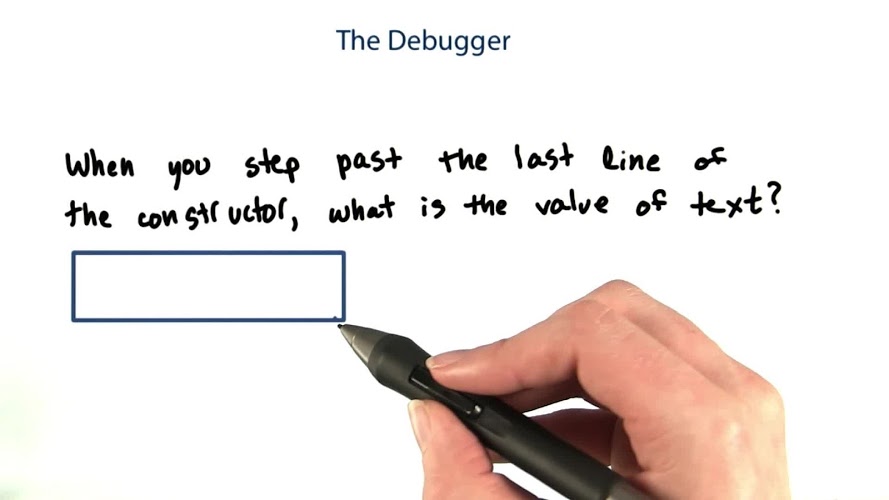 The Debugger
When you step past the last line of
the constructor, what is the value of text?